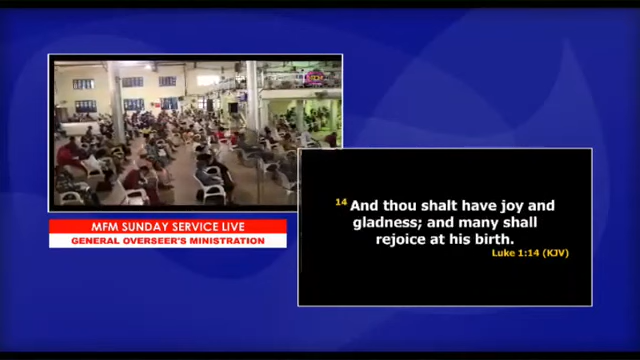 MFM SUNDAY SERVICE LIVE
GENERAL OVERSEER'S MINISTRATION
14 And thou shalt have joy and
gladness; and many shall
rejoice at his birth.
Luke 1:14 (KJV)